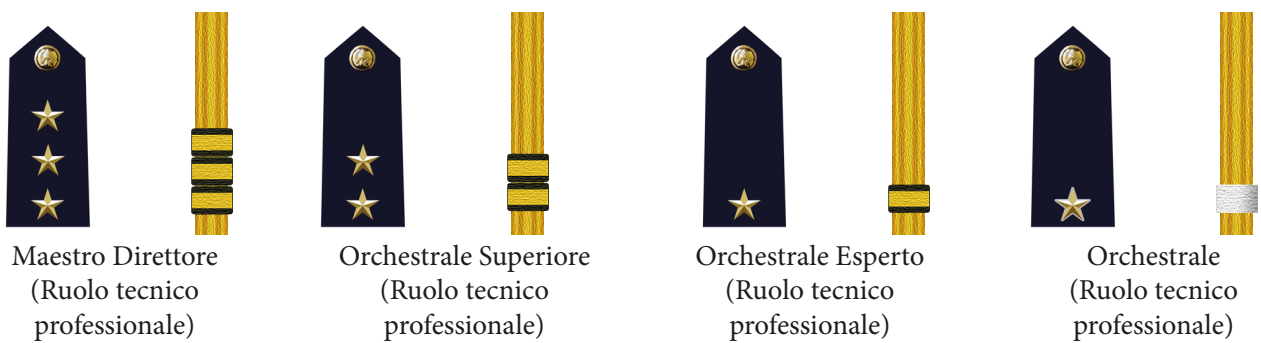 Maestro Direttore
(Ruolo tecnico
professionale)
Orchestrale Superiore
(Ruolo tecnico
professionale)
Orchestrale Esperto
(Ruolo tecnico
professionale)
Orchestrale
(Ruolo tecnico
professionale)